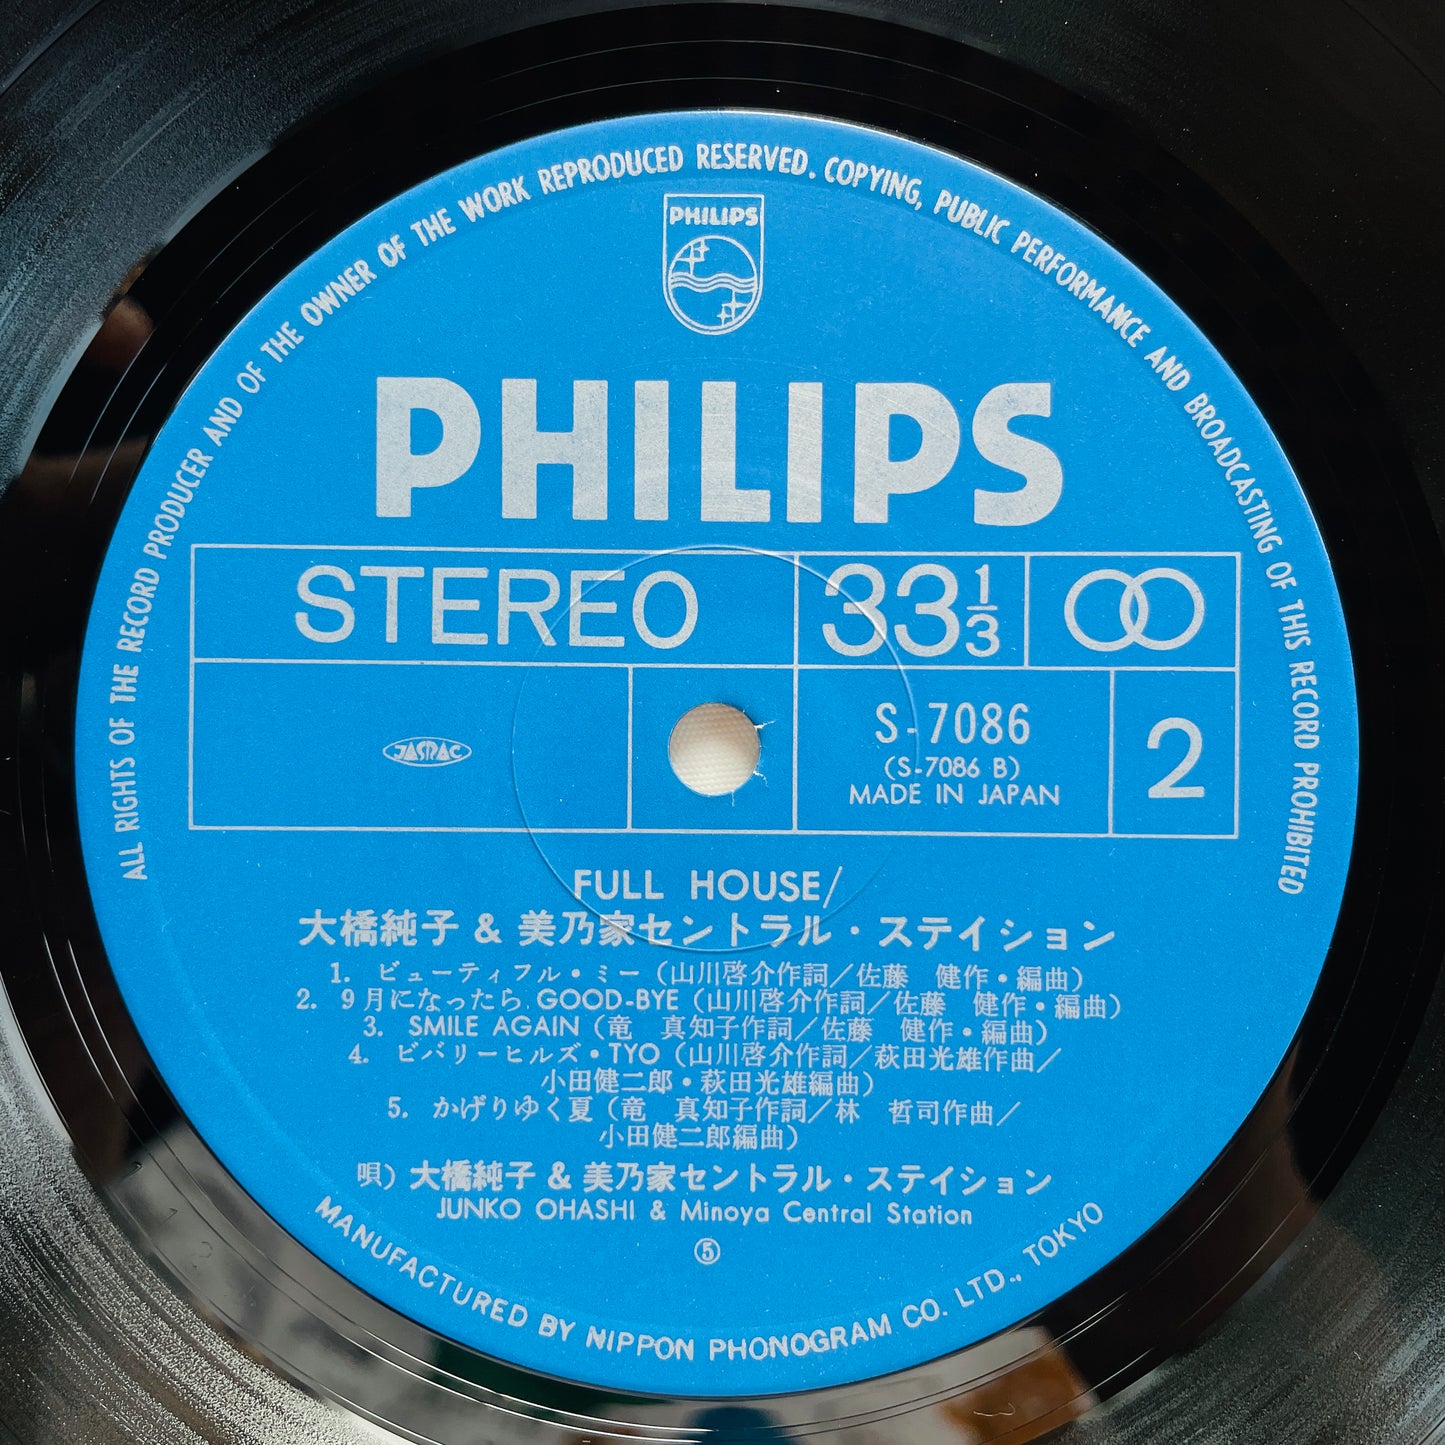 ALL RIGHTS OF THE RECORD PRODUCER AND OF THE OWNER OF THE WORK REPRODUCED RESERVED. COPYING, PUBLIC PERFORMANCE AND BROADCASTING OF THIS RECORD PROHIBITED
PHILIPS
PHILIPS
STEREO 33 1/3
JASRAC
S-7086
(S-7086 B)
MADE IN JAPAN
2
FULL HOUSE/
大橋純子 & 美乃家セントラル・ステイション
1. ビューティフル・ミー（山川啓介作詞／佐藤 健作・編曲）
2. 9月になったら GOOD-BYE（山川啓介作詞／佐藤 健作・編曲）
3. SMILE AGAIN（竜 真知子作詞／佐藤 健作・編曲）
4. ビバリーヒルズ・TYO（山川啓介作詞／萩田光雄作曲／
小田健二郎・萩田光雄編曲）
5. かげりゆく夏（竜 真知子作詞／林 哲司作曲／
小田健二郎編曲）
唄）大橋純子 & 美乃家セントラル・ステイション
JUNKO OHASHI & Minoya Central Station
⑤
MANUFACTURED BY NIPPON PHONOGRAM CO. LTD., TOKYO